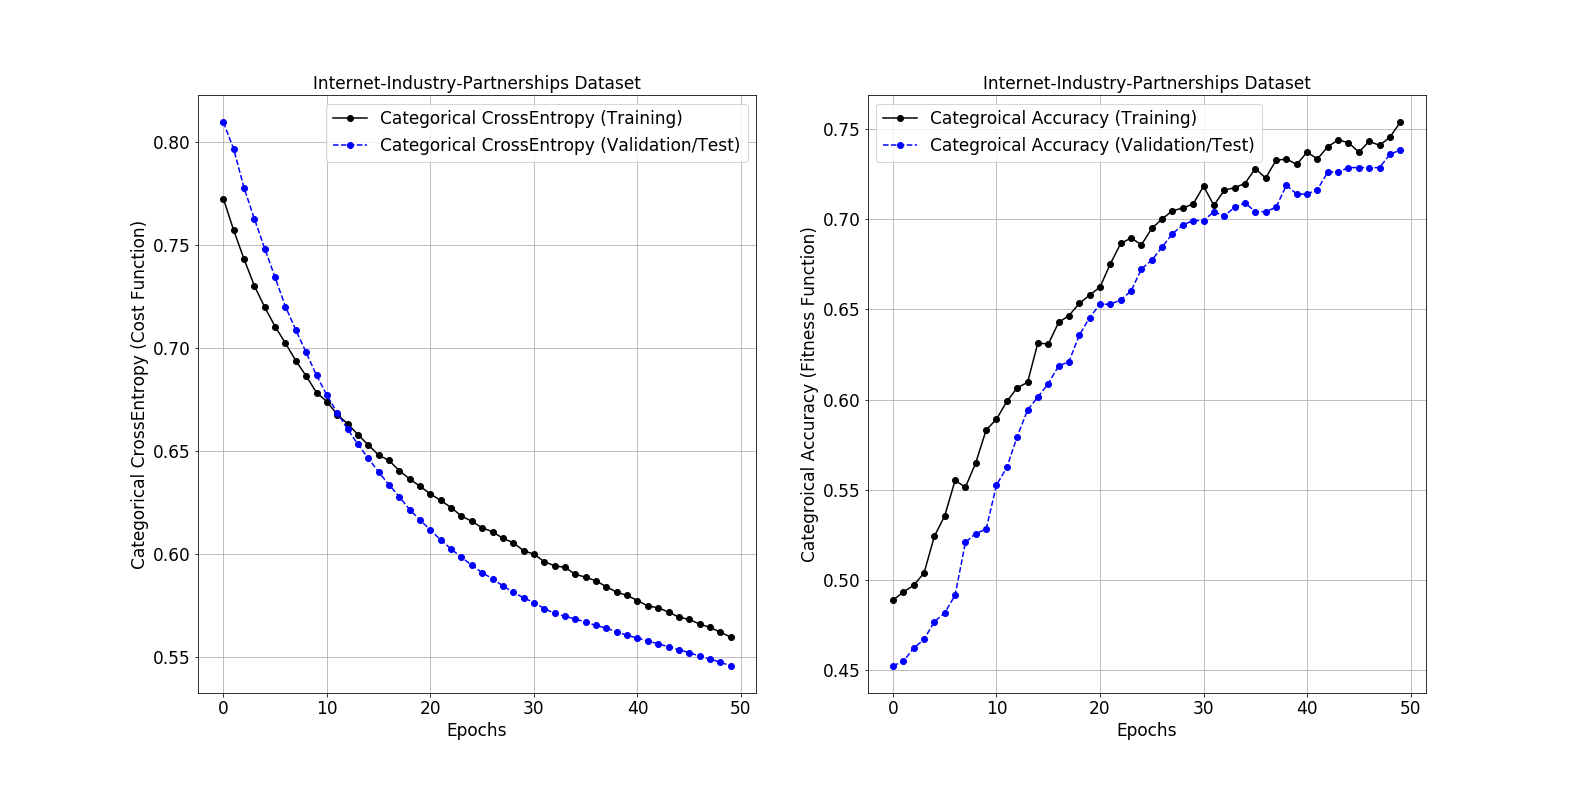 Internet-Industry-Partnerships Dataset
Categorical CrossEntropy (Training)
Categorical CrossEntropy (Validation/Test)
Categorical CrossEntropy (Cost Function)
0.80
0.75
0.70
0.65
0.60
0.55
0 10 20 30 40 50
Epochs
Internet-Industry-Partnerships Dataset
Categroical Accuracy (Training)
Categroical Accuracy (Validation/Test)
Categroical Accuracy (Fitness Function)
0.75
0.70
0.65
0.60
0.55
0.50
0.45
0 10 20 30 40 50
Epochs